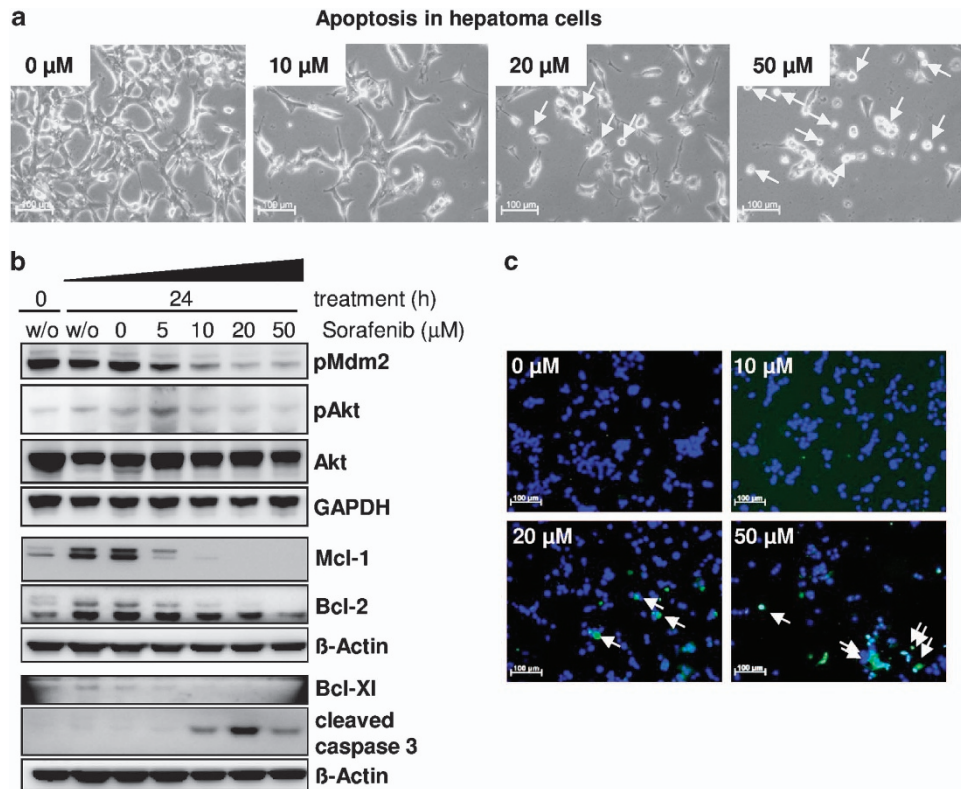 a
Apoptosis in hepatoma cells
0 µM
10 µM
20 µM
50 µM
100 µm
100 µm
100 µm
100 µm
b
0 24 treatment (h)
w/o w/o 0 5 10 20 50 Sorafenib (µM)
pMdm2
pAkt
Akt
GAPDH
Mcl-1
Bcl-2
ß-Actin
Bcl-Xl
cleaved
caspase 3
ß-Actin
c
0 µM
10 µM
100 µm
100 µm
20 µM
50 µM
100 µm
100 µm